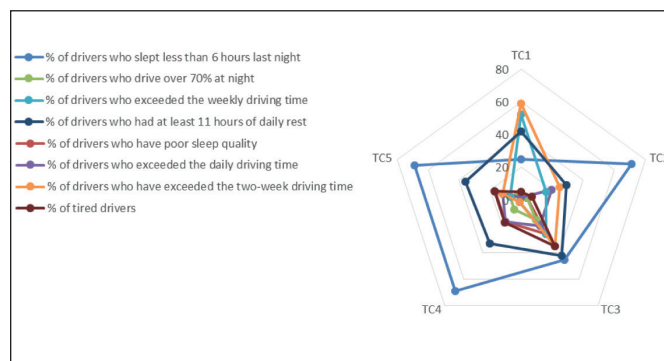 % of drivers who slept less than 6 hours last night
% of drivers who drive over 70% at night
% of drivers who exceeded the weekly driving time
% of drivers who had at least 11 hours of daily rest
% of drivers who have poor sleep quality
% of drivers who exceeded the daily driving time
% of drivers who have exceeded the two-week driving time
% of tired drivers
TC1
80
60
40
20
0
TC5
TC4
TC3